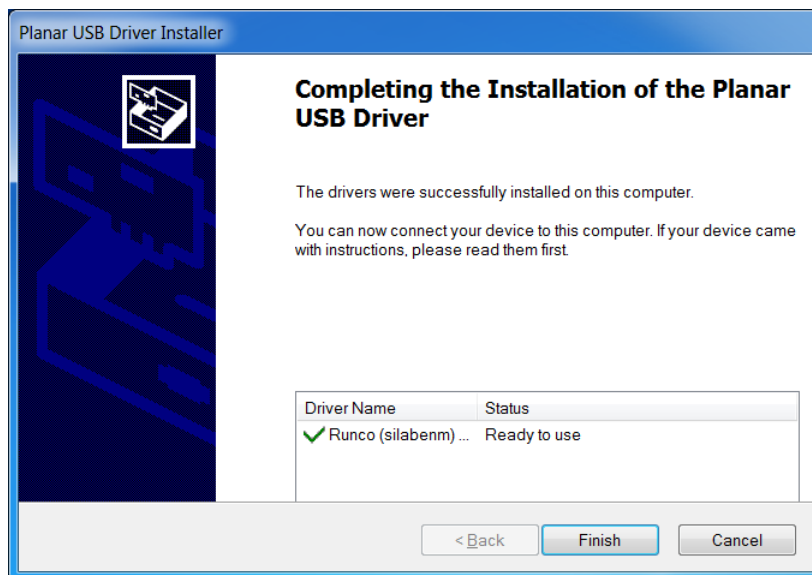 Planar USB Driver Installer
Completing the Installation of the Planar
USB Driver
The drivers were successfully installed on this computer.
You can now connect your device to this computer. If your device came
with instructions, please read them first.
Driver Name Status
Runco (silabenm) ... Ready to use
< Back Finish Cancel